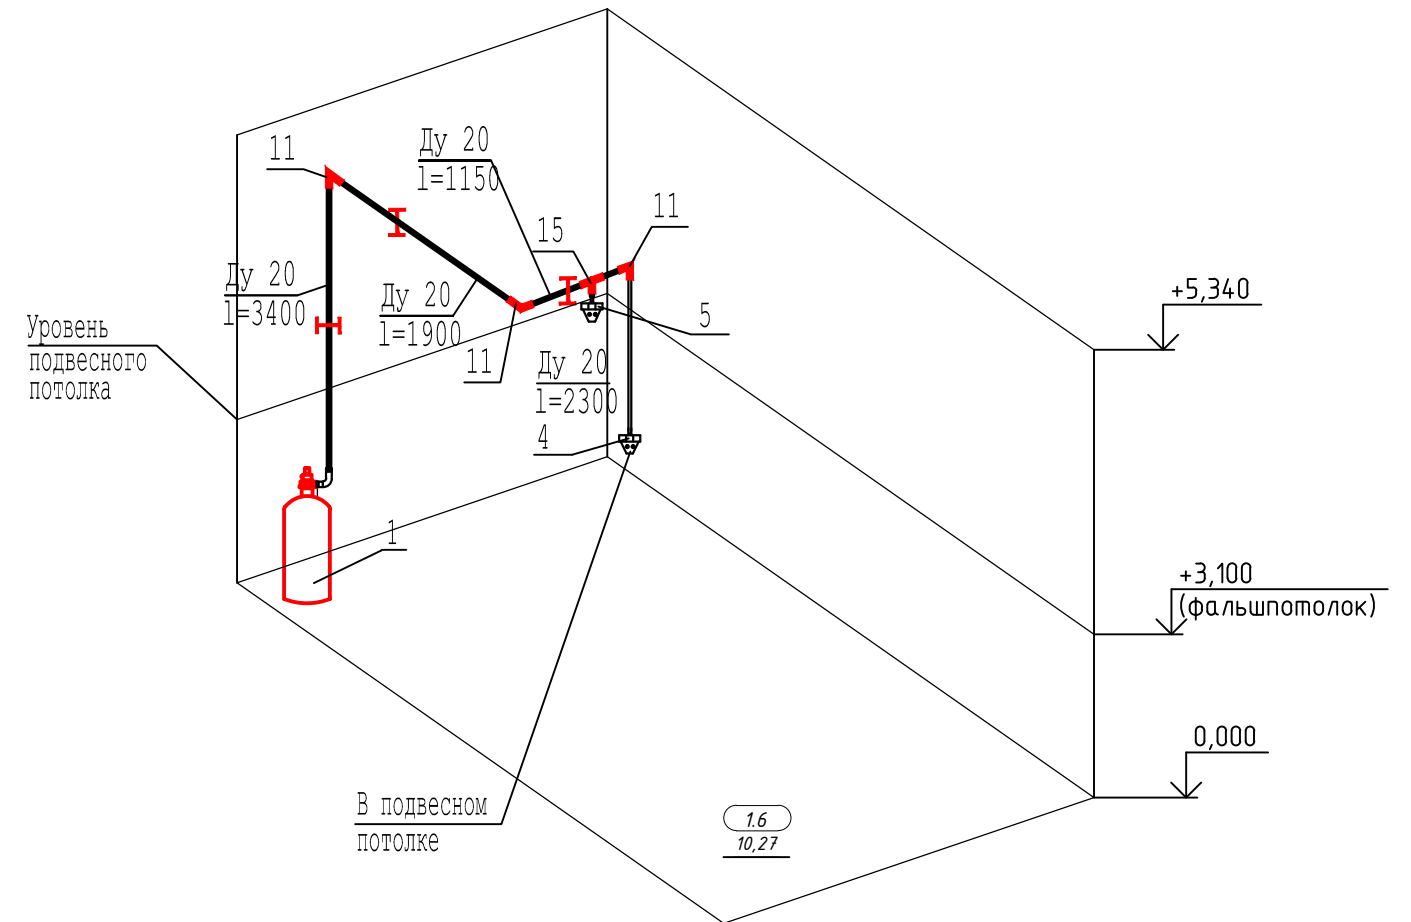 Ду 20
l=1150
11
11
15
Ду 20
l=3400
Ду 20
l=1900
11
5
+5,340
Уровень
подвесного
потолка
Ду 20
l=2300
4
1
+3,100
(фальшпотолок)
0,000
В подвесном
потолке
1.6
10,27